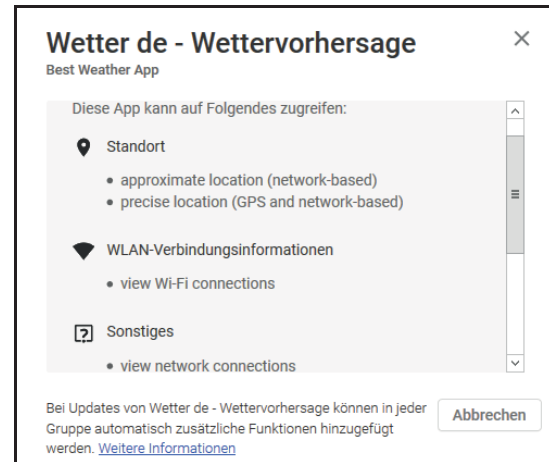 Wetter de - Wettervorhersage
Best Weather App
Diese App kann auf Folgendes zugreifen:
Standort
• approximate location (network-based)
• precise location (GPS and network-based)
WLAN-Verbindungsinformationen
• view Wi-Fi connections
Sonstiges
• view network connections
Bei Updates von Wetter de - Wettervorhersage können in jeder
Gruppe automatisch zusätzliche Funktionen hinzugefügt
werden. Weitere Informationen
Abbrechen